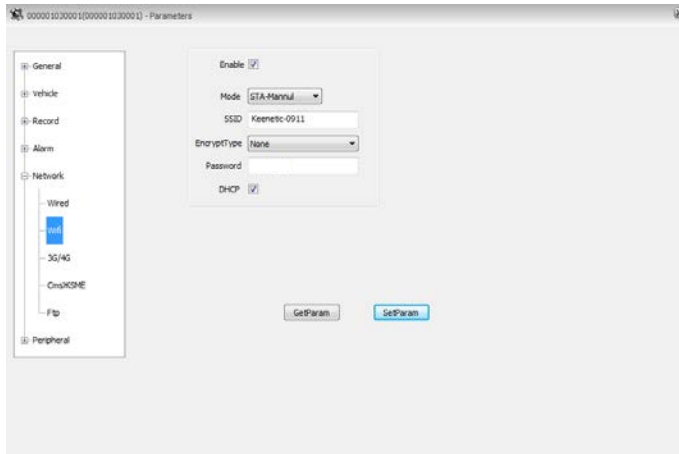 000001030001(000001030001) - Parameters
General
Vehicle
Record
Alarm
Network
Wired
Wifi
3G/4G
Ftp
Peripheral
Enable
Mode STA-Mannul
SSID Keenetic-0911
EncryptType None
Password
DHCP
GetParam SetParam